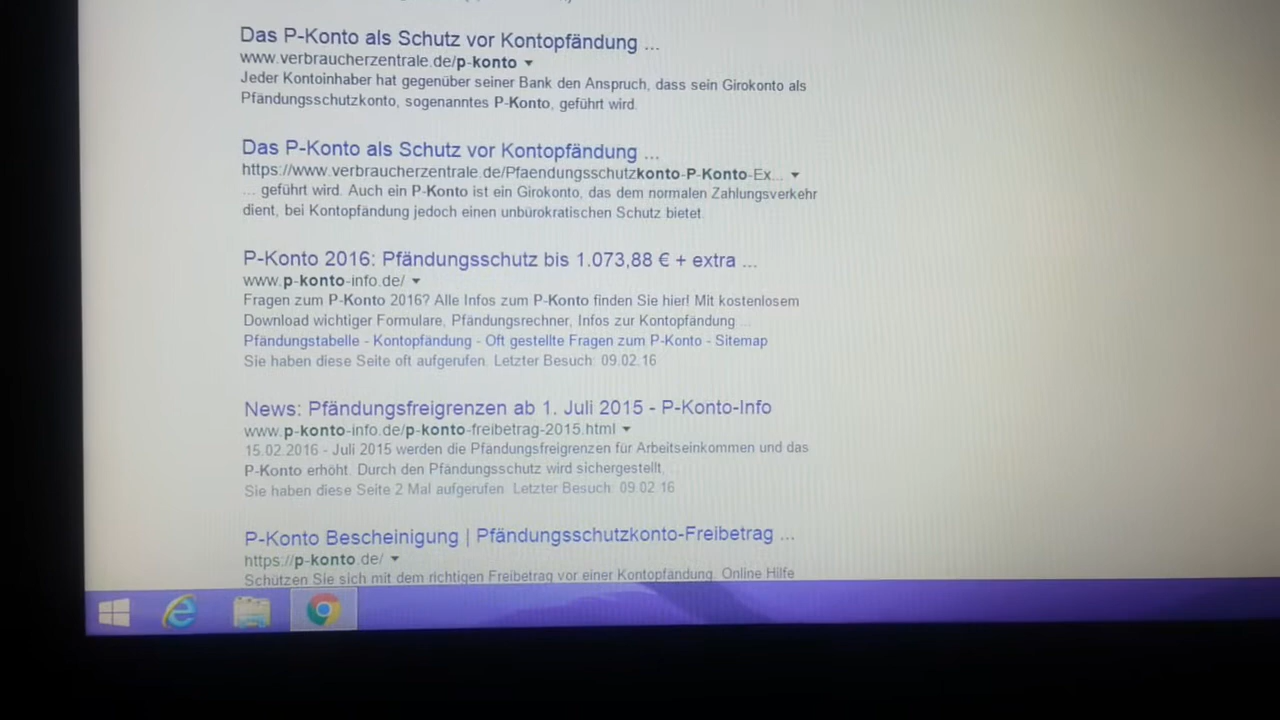 Das P-Konto als Schutz vor Kontopfändung ...
www.verbraucherzentrale.de/p-konto
Jeder Kontoinhaber hat gegenüber seiner Bank den Anspruch, dass sein Girokonto als
Pfändungsschutzkonto, sogenanntes P-Konto, geführt wird.
Das P-Konto als Schutz vor Kontopfändung ...
https://www.verbraucherzentrale.de/Pfaendungsschutzkonto-P-Konto-Ex...
... geführt wird. Auch ein P-Konto ist ein Girokonto, das dem normalen Zahlungsverkehr
dient, bei Kontopfändung jedoch einen unbürokratischen Schutz bietet.
P-Konto 2016: Pfändungsschutz bis 1.073,88 € + extra ...
www.p-konto-info.de/
Fragen zum P-Konto 2016? Alle Infos zum P-Konto finden Sie hier! Mit kostenlosem
Download wichtiger Formulare, Pfändungsrechner, Infos zur Kontopfändung ...
Pfändungstabelle - Kontopfändung - Oft gestellte Fragen zum P-Konto - Sitemap
Sie haben diese Seite oft aufgerufen. Letzter Besuch: 09.02.16
News: Pfändungsfreigrenzen ab 1. Juli 2015 - P-Konto-Info
www.p-konto-info.de/p-konto-freibetrag-2015.html
15.02.2016 - Juli 2015 werden die Pfändungsfreigrenzen für Arbeitseinkommen und das
P-Konto erhöht. Durch den Pfändungsschutz wird sichergestellt,
Sie haben diese Seite 2 Mal aufgerufen. Letzter Besuch: 09.02.16
P-Konto Bescheinigung | Pfändungsschutzkonto-Freibetrag ...
https://p-konto.de/
Schützen Sie sich mit dem richtigen Freibetrag vor einer Kontopfändung. Online Hilfe